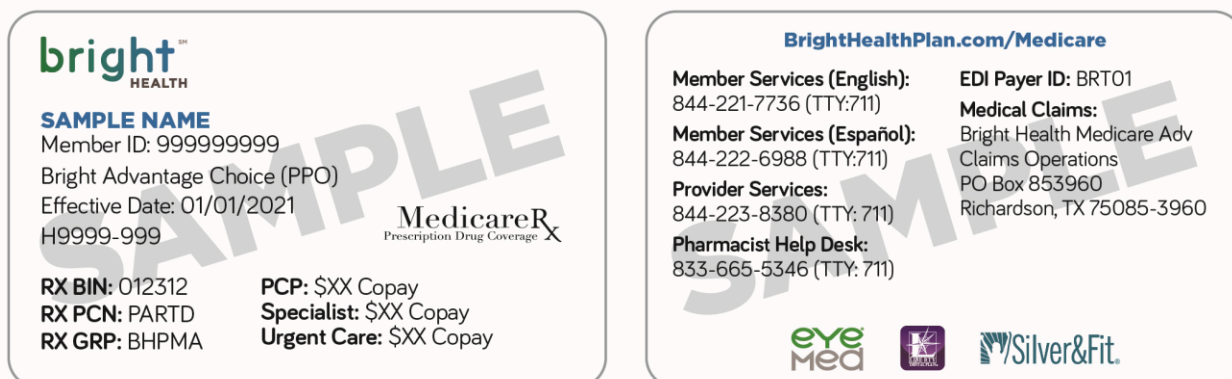 bright℠
HEALTH
SAMPLE NAME
Member ID: 999999999
Bright Advantage Choice (PPO)
Effective Date: 01/01/2021
H9999-999
MedicareRx
Prescription Drug Coverage
RX BIN: 012312
RX PCN: PARTD
RX GRP: BHPMA
PCP: $XX Copay
Specialist: $XX Copay
Urgent Care: $XX Copay
SAMPLE
BrightHealthPlan.com/Medicare
Member Services (English):
844-221-7736 (TTY:711)
Member Services (Español):
844-222-6988 (TTY:711)
Provider Services:
844-223-8380 (TTY: 711)
Pharmacist Help Desk:
833-665-5346 (TTY: 711)
EDI Payer ID: BRT01
Medical Claims:
Bright Health Medicare Adv
Claims Operations
PO Box 853960
Richardson, TX 75085-3960
SAMPLE
eye
Med
L
Silver&Fit.